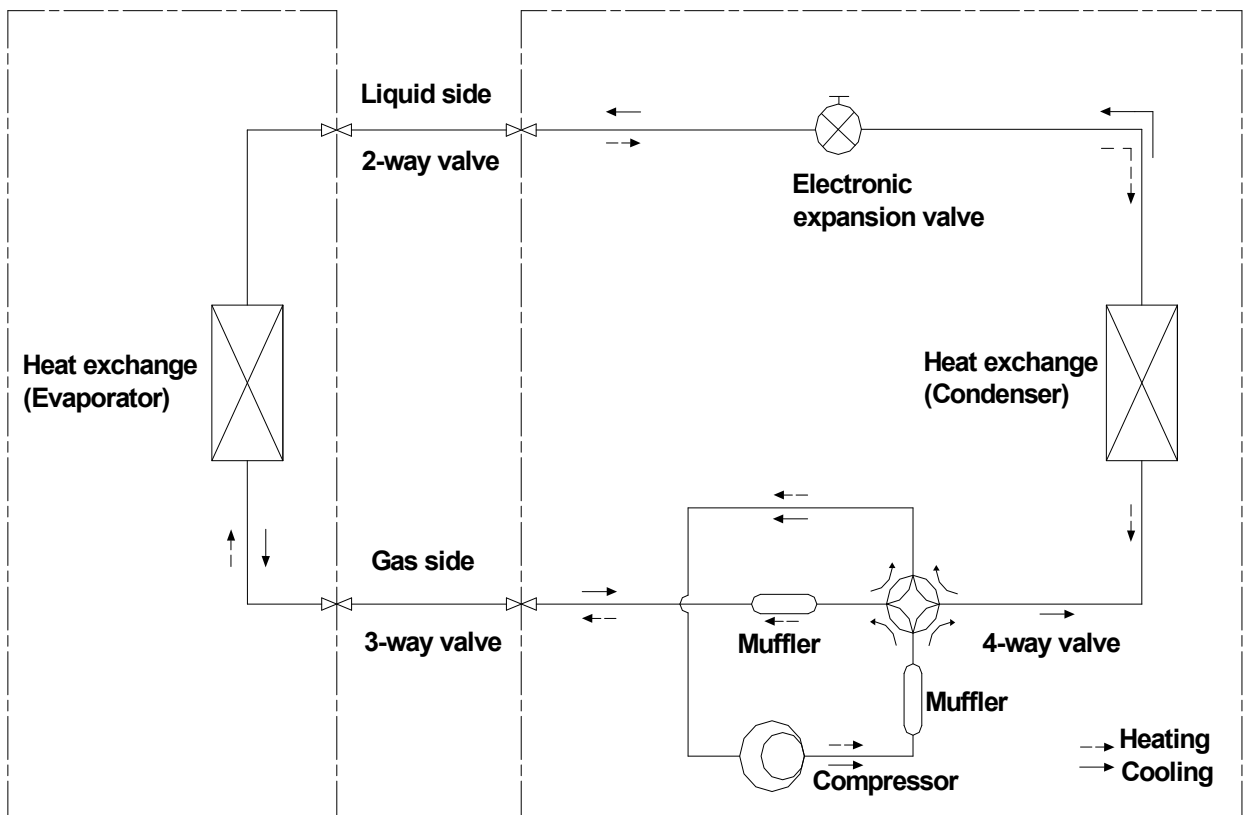 Liquid side
2-way valve
Electronic
expansion valve
Heat exchange
(Evaporator)
Heat exchange
(Condenser)
Gas side
3-way valve
Muffler
4-way valve
Muffler
Compressor
Heating
Cooling